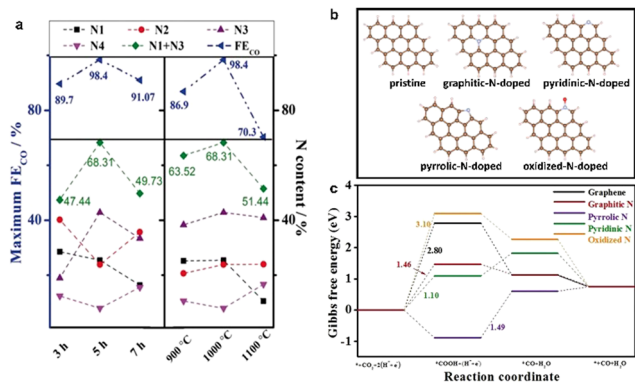 a
N1 N2 N3
N4 N1+N3 FE_CO
Maximum FE_CO / %
N content / %
80
40
80
40
89.7
98.4
91.07
86.9
98.4
70.3
47.44
68.31
49.73
63.52
68.31
51.44
3 h
5 h
7 h
900 °C
1000 °C
1100 °C
b
pristine
graphitic-N-doped
pyridinic-N-doped
pyrrolic-N-doped
oxidized-N-doped
c
Gibbs free energy (eV)
4
3
2
1
0
-1
Graphene
Graphitic N
Pyrrolic N
Pyridinic N
Oxidized N
3.10
2.80
1.46
1.10
1.49
*+CO₂+2(H⁺+e⁻)
*COOH+(H⁺+e⁻)
*CO+H₂O
*+CO+H₂O
Reaction coordinate